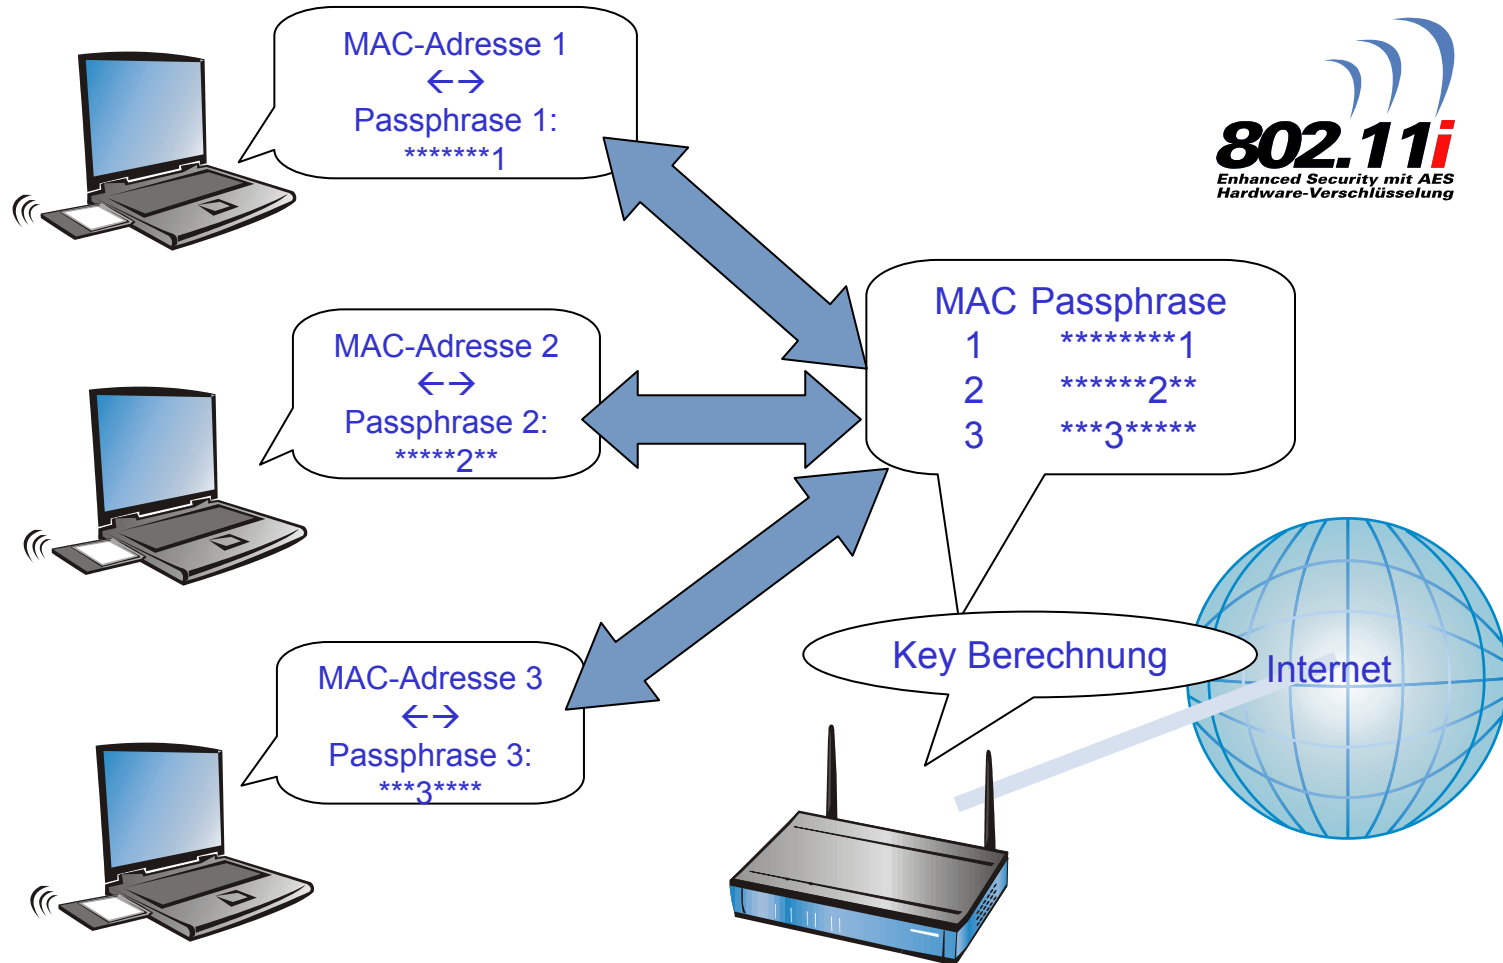 MAC-Adresse 1
←→
Passphrase 1:
*******1
802.11i
Enhanced Security mit AES
Hardware-Verschlüsselung
MAC Passphrase
1 ********1
2 ******2**
3 ***3*****
MAC-Adresse 2
←→
Passphrase 2:
*****2**
Key Berechnung
Internet
MAC-Adresse 3
←→
Passphrase 3:
***3****